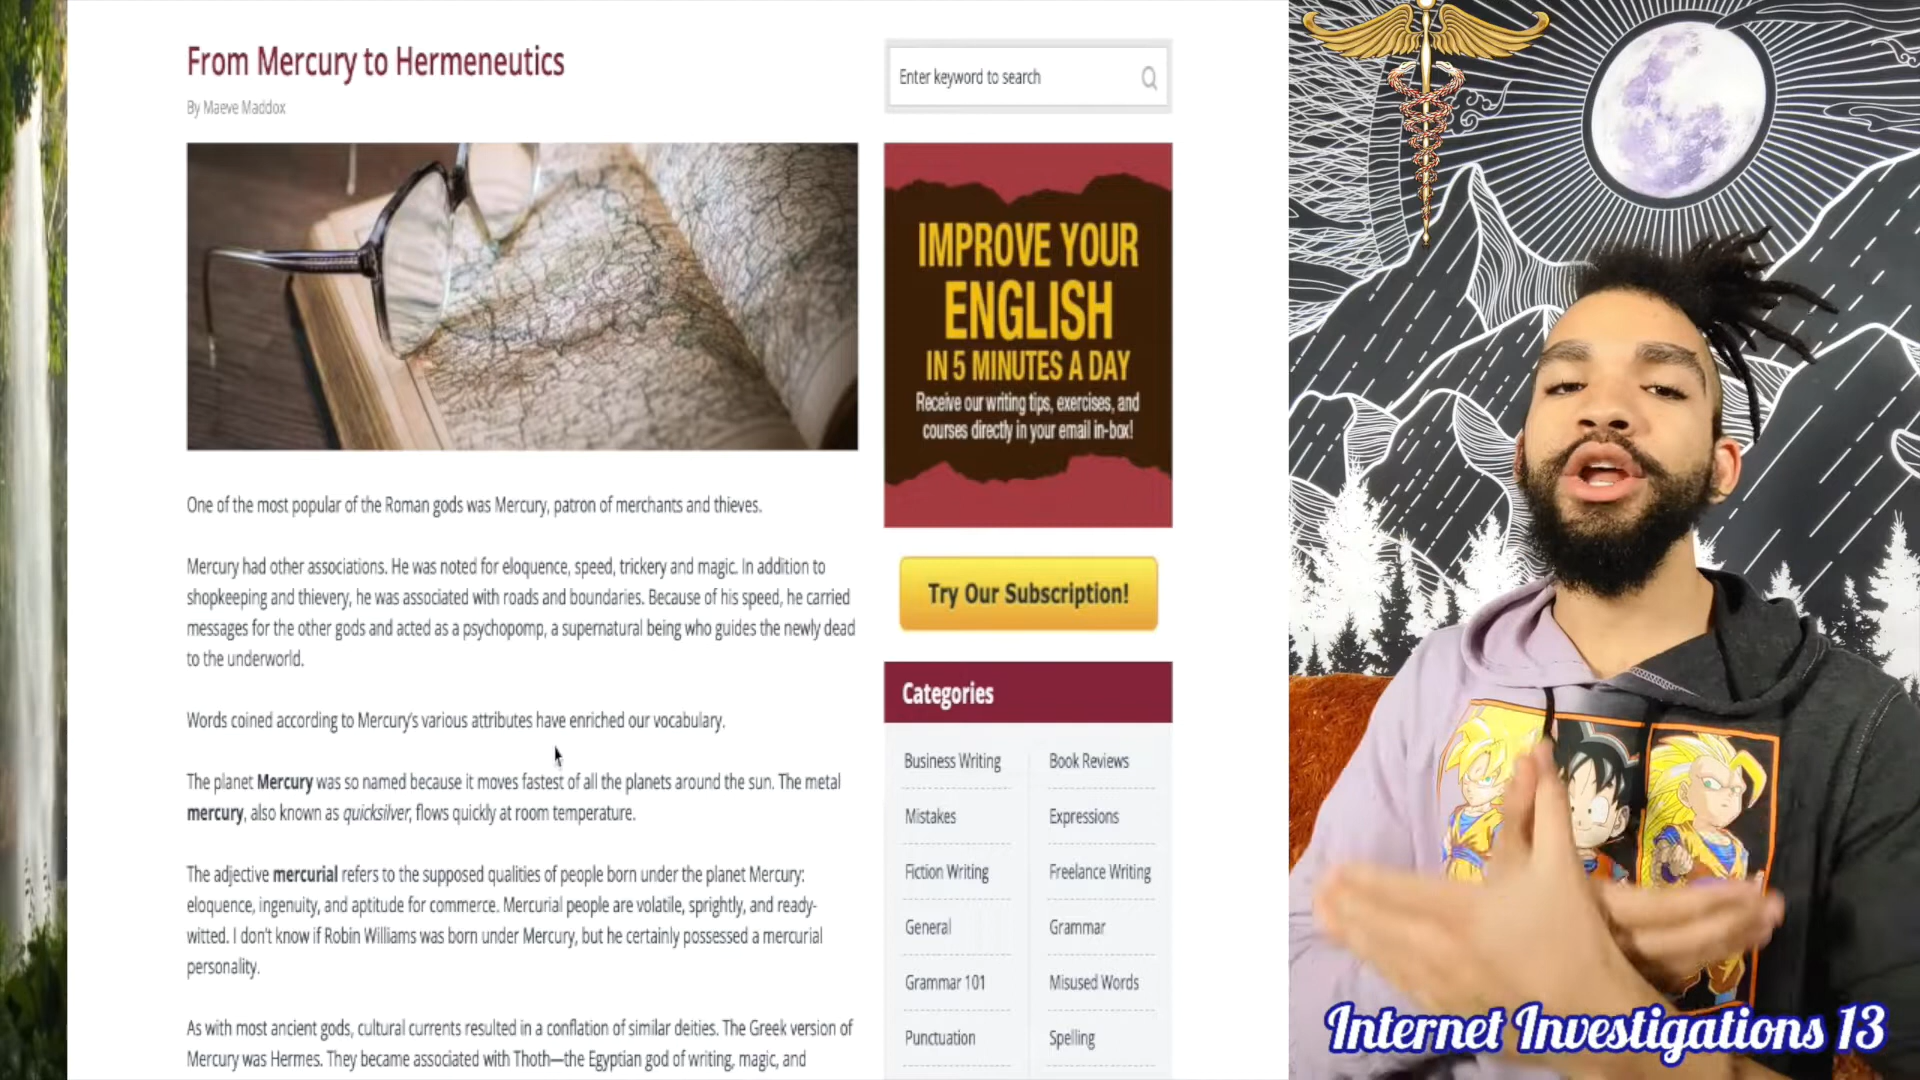 From Mercury to Hermeneutics
By Maeve Maddox
One of the most popular of the Roman gods was Mercury, patron of merchants and thieves.
Mercury had other associations. He was noted for eloquence, speed, trickery and magic. In addition to
shopkeeping and thievery, he was associated with roads and boundaries. Because of his speed, he carried
messages for the other gods and acted as a psychopomp, a supernatural being who guides the newly dead
to the underworld.
Words coined according to Mercury's various attributes have enriched our vocabulary.
The planet Mercury was so named because it moves fastest of all the planets around the sun. The metal
mercury, also known as quicksilver, flows quickly at room temperature.
The adjective mercurial refers to the supposed qualities of people born under the planet Mercury:
eloquence, ingenuity, and aptitude for commerce. Mercurial people are volatile, sprightly, and ready-
witted. I don't know if Robin Williams was born under Mercury, but he certainly possessed a mercurial
personality.
As with most ancient gods, cultural currents resulted in a conflation of similar deities. The Greek version of
Mercury was Hermes. They became associated with Thoth—the Egyptian god of writing, magic, and
Enter keyword to search
IMPROVE YOUR
ENGLISH
IN 5 MINUTES A DAY
Receive our writing tips, exercises, and
courses directly in your email in-box!
Try Our Subscription!
Categories
Business Writing
Book Reviews
Mistakes
Expressions
Fiction Writing
Freelance Writing
General
Grammar
Grammar 101
Misused Words
Punctuation
Spelling
Internet Investigations 13